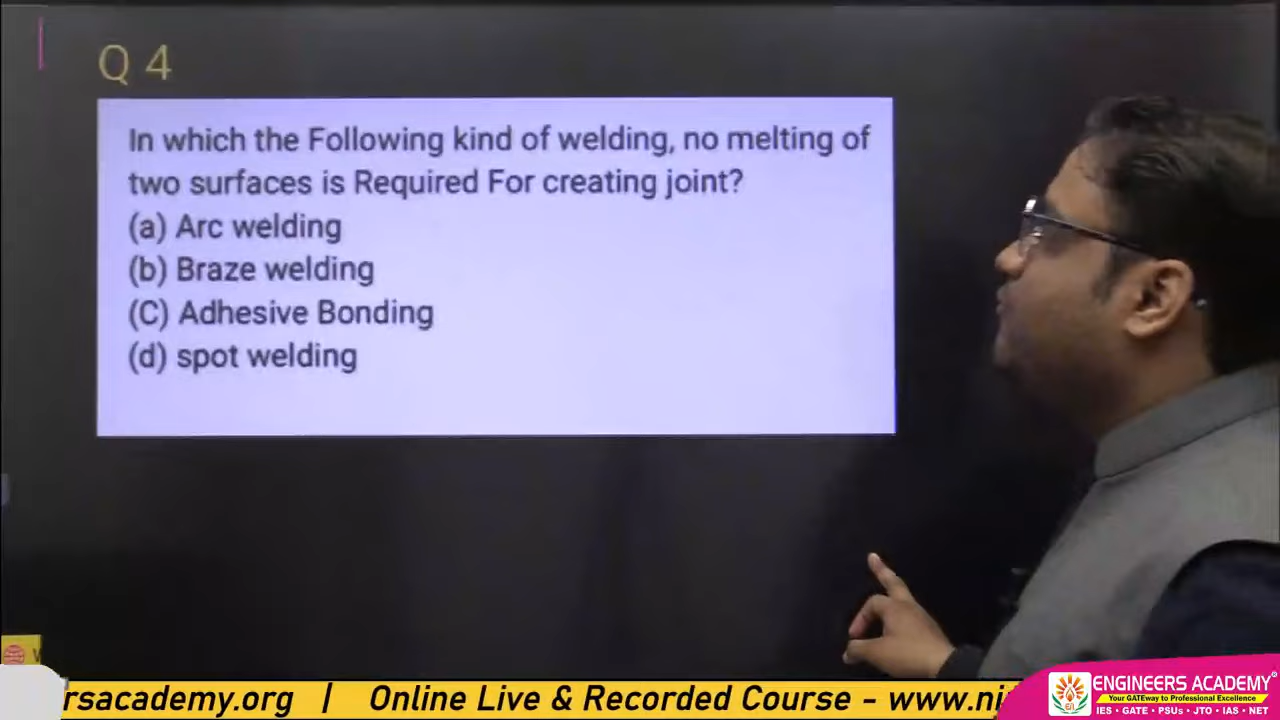 Q 4
In which the Following kind of welding, no melting of
two surfaces is Required For creating joint?
(a) Arc welding
(b) Braze welding
(C) Adhesive Bonding
(d) spot welding
rsacademy.org | Online Live & Recorded Course - www.ni
ENGINEERS ACADEMY
Your GATEway to Professional Excellence
IES • GATE • PSUs • JTO • IAS • NET